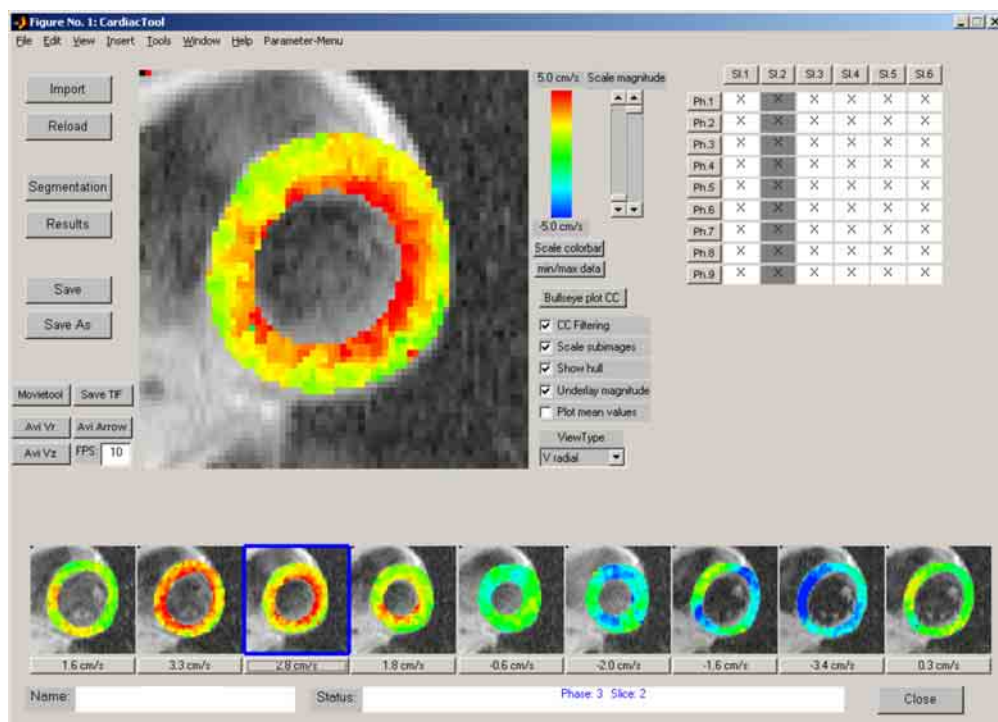 Figure No. 1: CardiacTool
File Edit View Insert Tools Window Help Parameter-Menu
Import
Reload
Segmentation
Results
Save
Save As
Movietool Save TIF
Avi Vr Avi Arrow
Avi Vz FPS: 10
5.0 cm/s Scale magnitude
-5.0 cm/s
Scale colorbar
min/max data
Bullseye plot CC
CC Filtering
Scale subimages
Show hull
Underlay magnitude
Plot mean values
ViewType
V radial
Sl.1 Sl.2 Sl.3 Sl.4 Sl.5 Sl.6
Ph.1 X X X X X X
Ph.2 X X X X X X
Ph.3 X X X X X X
Ph.4 X X X X X X
Ph.5 X X X X X X
Ph.6 X X X X X X
Ph.7 X X X X X X
Ph.8 X X X X X X
Ph.9 X X X X X X
1.6 cm/s 3.3 cm/s 2.8 cm/s 1.8 cm/s -0.6 cm/s -2.0 cm/s -1.6 cm/s -3.4 cm/s 0.3 cm/s
Name: Status: Phase: 3 Slice: 2 Close